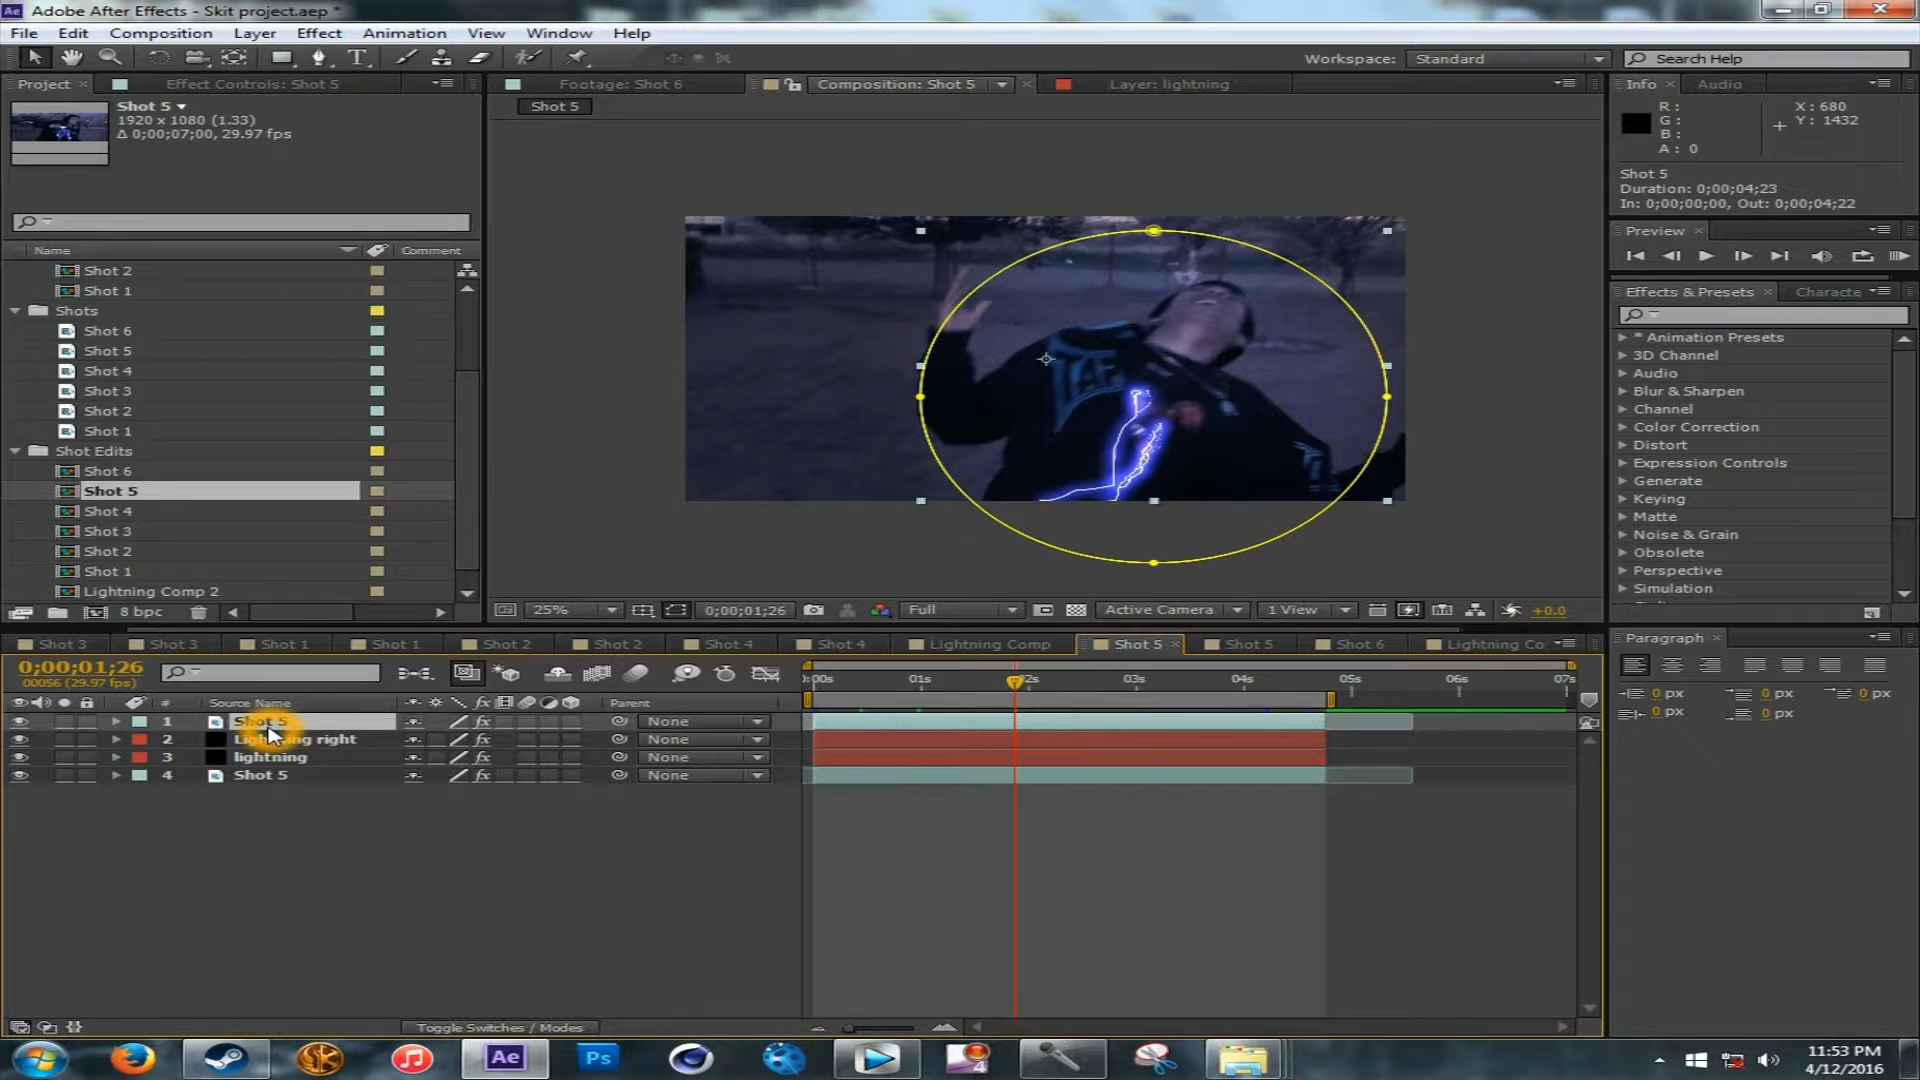 Adobe After Effects - Skit project.aep *
File Edit Composition Layer Effect Animation View Window Help
Workspace: Standard Search Help
Project Effect Controls: Shot 5 Footage: Shot 6 Composition: Shot 5 Layer: lightning Info Audio
Shot 5
1920 x 1080 (1.33)
Δ 0;00;07;00, 29.97 fps
Shot 5
R :
G :
B :
A : 0
X : 680
Y : 1432
Shot 5
Duration: 0;00;04;23
In: 0;00;00;00, Out: 0;00;04;22
Preview
Name Comment
Shot 2
Shot 1
Shots
Shot 6
Shot 5
Shot 4
Shot 3
Shot 2
Shot 1
Shot Edits
Shot 6
Shot 5
Shot 4
Shot 3
Shot 2
Shot 1
Lightning Comp 2
8 bpc
Effects & Presets Characte
* Animation Presets
3D Channel
Audio
Blur & Sharpen
Channel
Color Correction
Distort
Expression Controls
Generate
Keying
Matte
Noise & Grain
Obsolete
Perspective
Simulation
25% 0;00;01;26 Full Active Camera 1 View +0.0
Shot 3 Shot 3 Shot 1 Shot 1 Shot 2 Shot 2 Shot 4 Shot 4 Lightning Comp Shot 5 Shot 5 Shot 6 Lightning Co
Paragraph
0;00;01;26
00056 (29.97 fps)
0:00s 01s 02s 03s 04s 05s 06s 07s
# Source Name fx Parent
1 Shot 5 fx None
2 Lightning right fx None
3 lightning fx None
4 Shot 5 fx None
0 px 0 px 0 px
0 px 0 px
Toggle Switches / Modes
Ae Ps 4
11:53 PM
4/12/2016